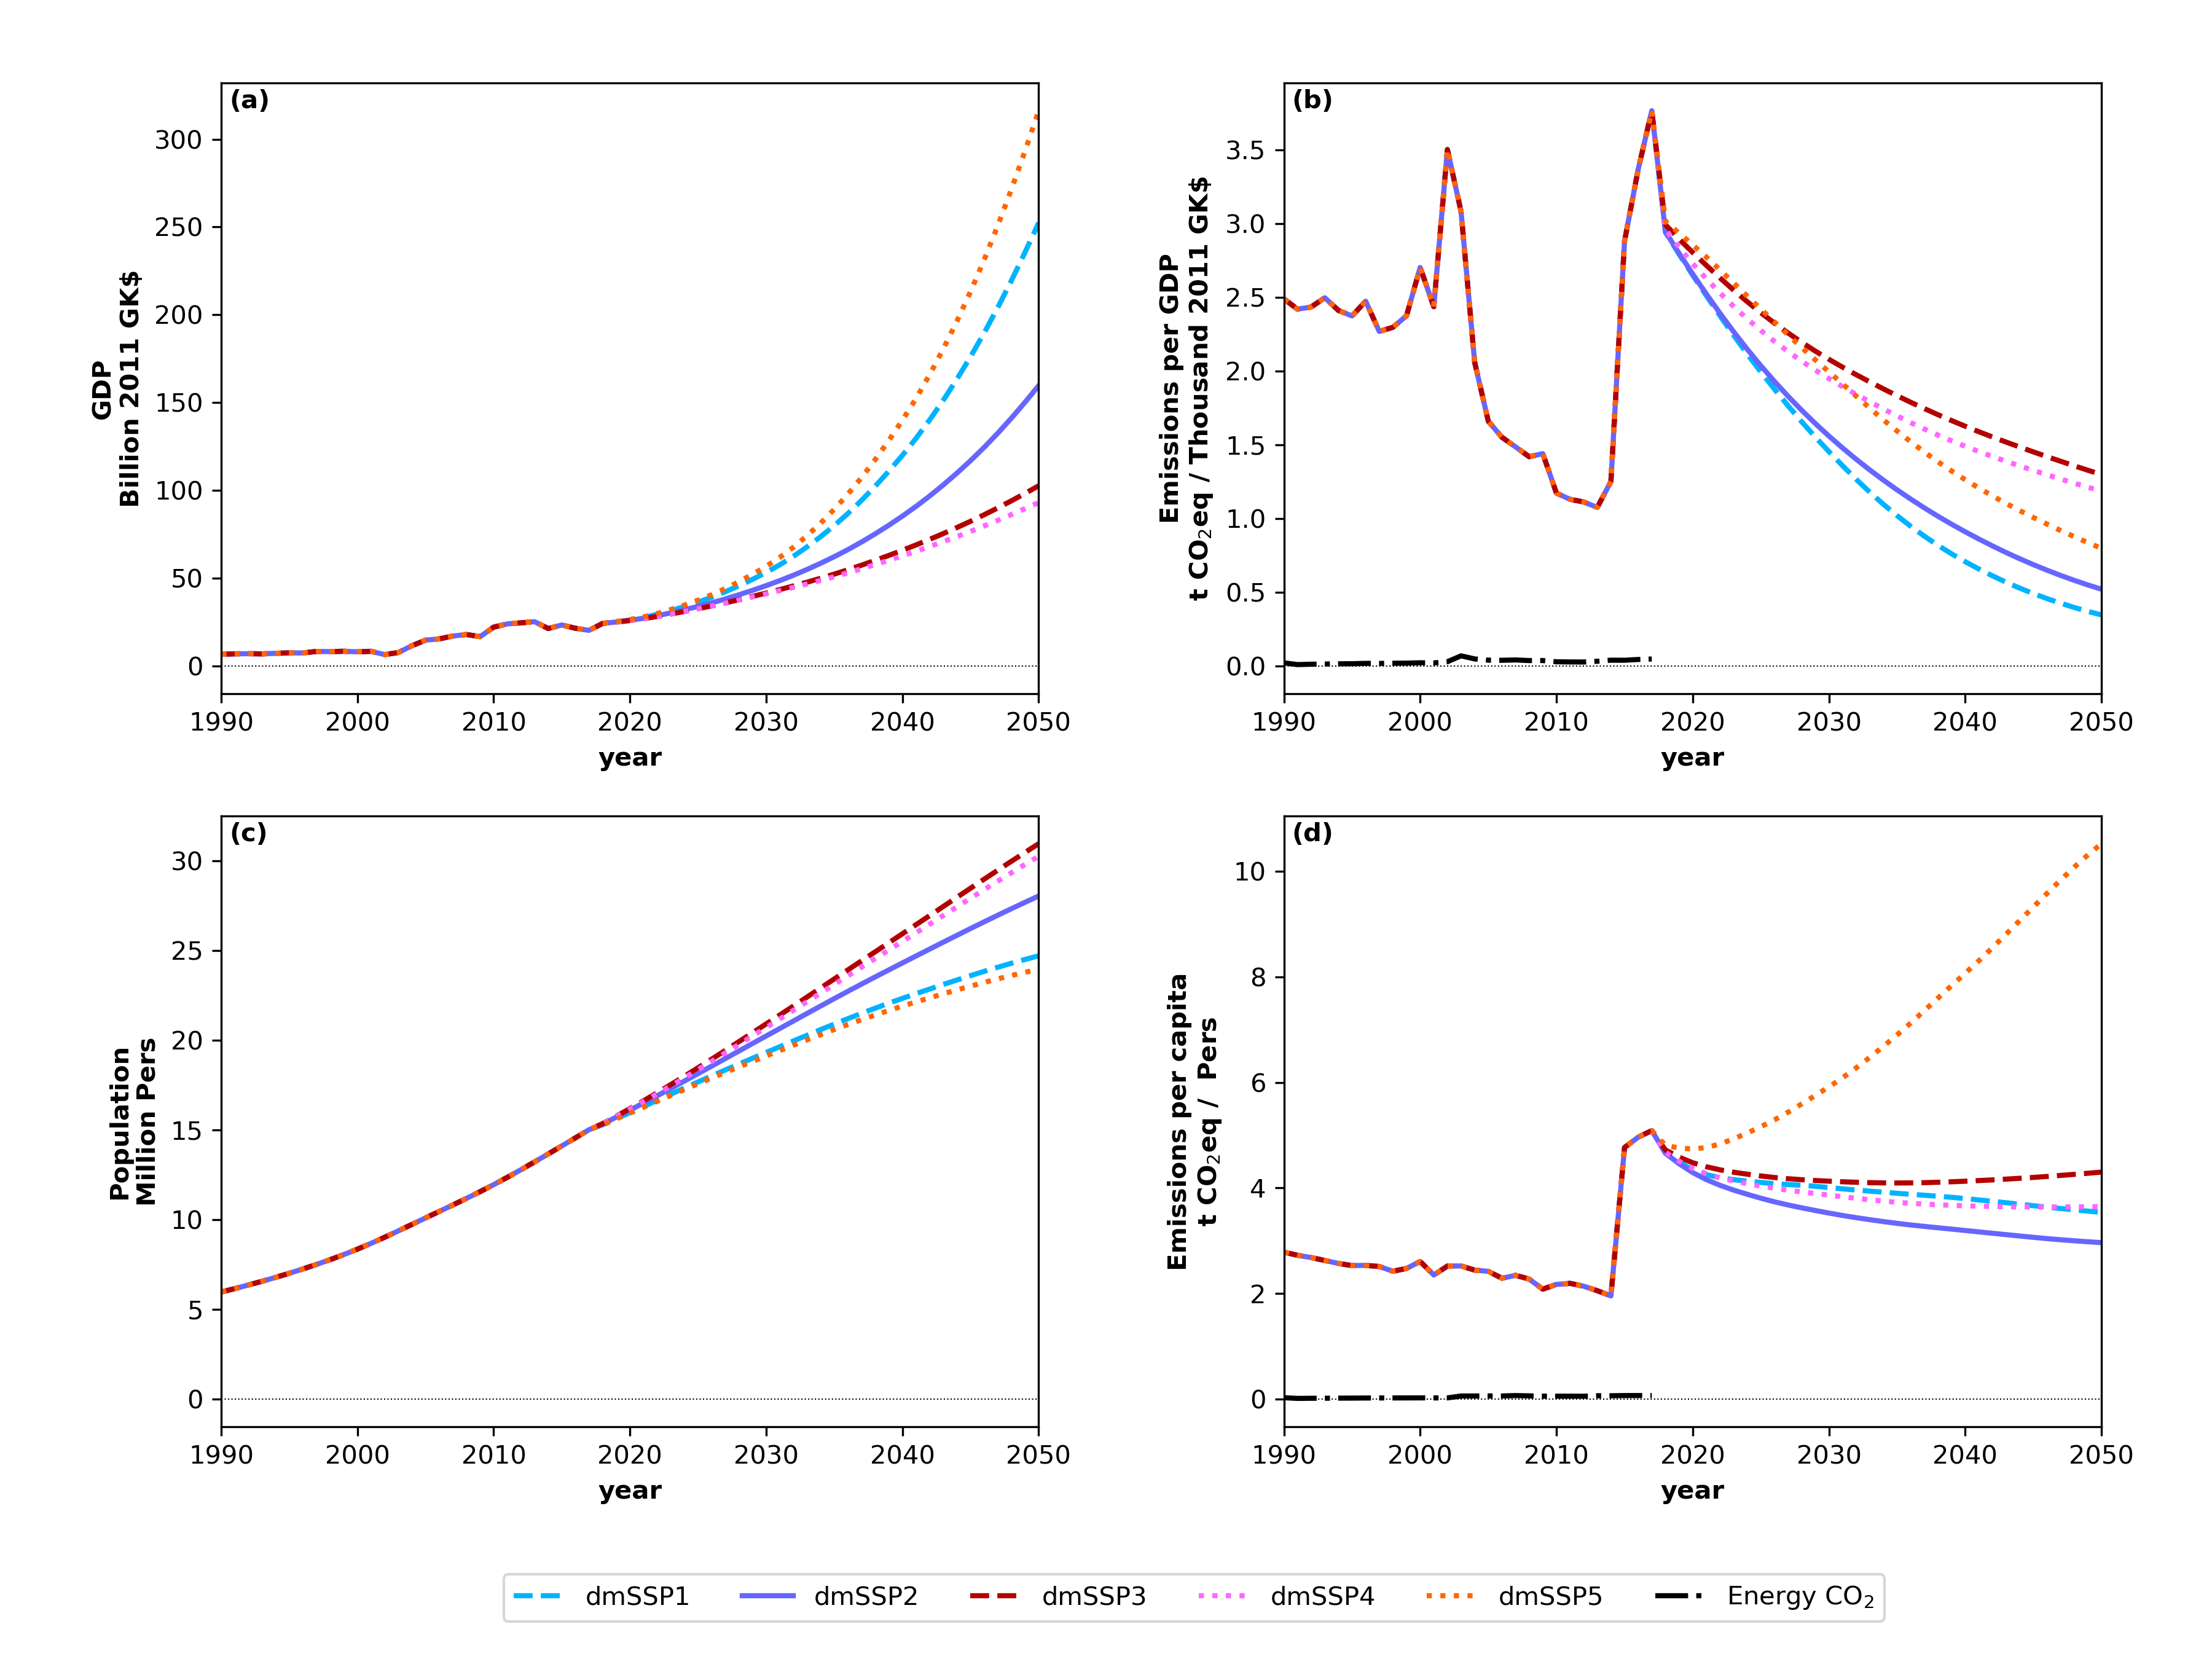 (a)
300
250
200
150
100
50
0
GDP
Billion 2011 GK$
1990 2000 2010 2020 2030 2040 2050
year
(b)
3.5
3.0
2.5
2.0
1.5
1.0
0.5
0.0
Emissions per GDP
t CO₂eq / Thousand 2011 GK$
1990 2000 2010 2020 2030 2040 2050
year
(c)
30
25
20
15
10
5
0
Population
Million Pers
1990 2000 2010 2020 2030 2040 2050
year
(d)
10
8
6
4
2
0
Emissions per capita
t CO₂eq / Pers
1990 2000 2010 2020 2030 2040 2050
year
dmSSP1 dmSSP2 dmSSP3 dmSSP4 dmSSP5 Energy CO₂